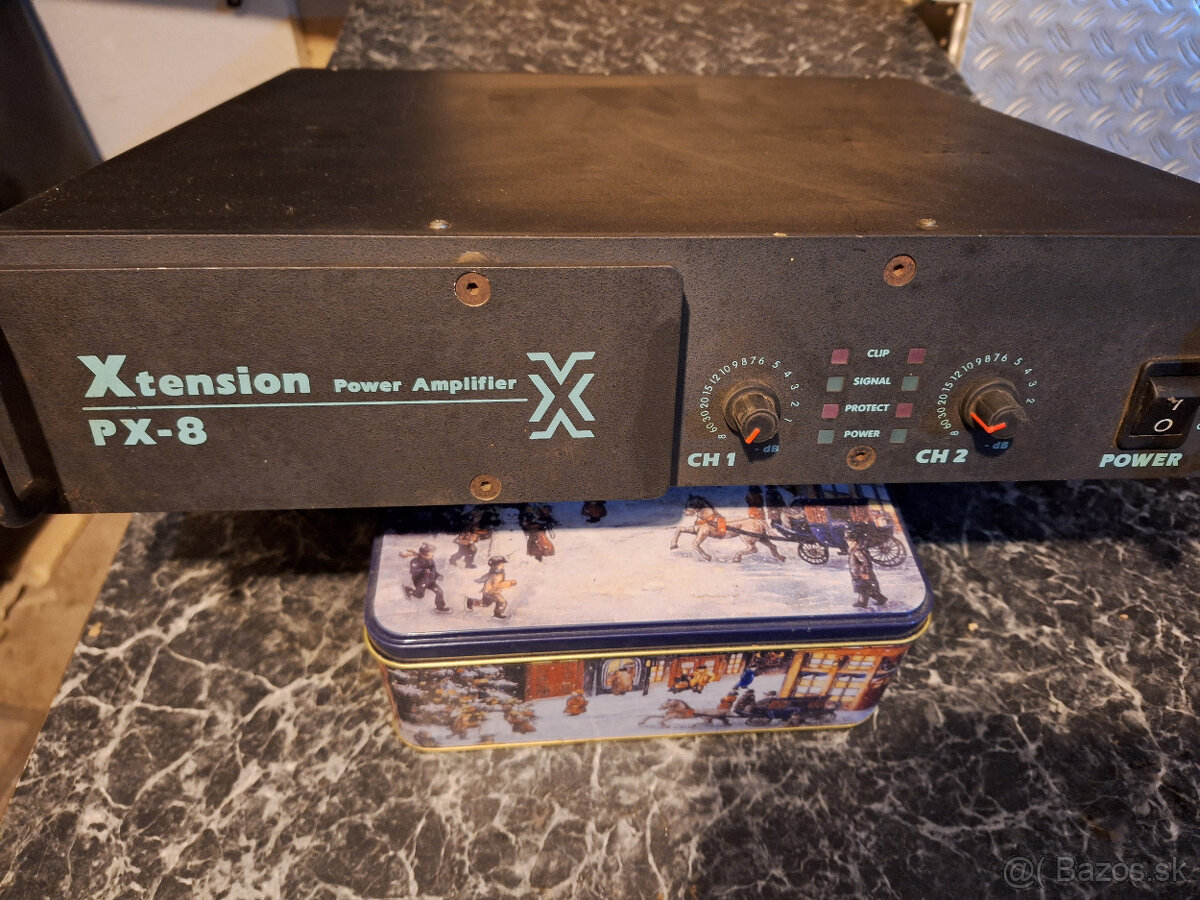 Xtension Power Amplifier
PX-8
CH 1
- dB
CLIP
SIGNAL
PROTECT
POWER
CH 2
- dB
POWER
@( Bazos.sk